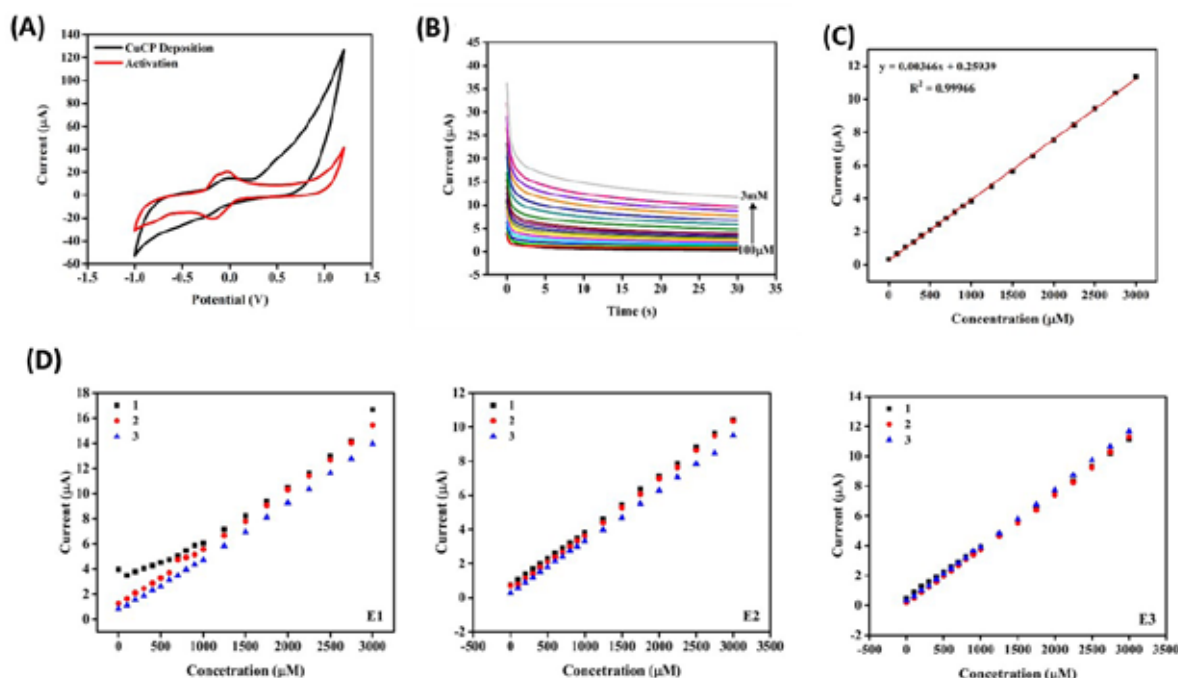 (A)
CuCP Deposition
Activation
140
120
100
80
60
40
20
0
-20
-40
-60
Current (μA)
-1.0 -0.5 0.0 0.5 1.0 1.5
Potential (V)
(B)
45
40
35
30
25
20
15
10
5
0
-5
Current (μA)
3mM
100μM
0 5 10 15 20 25 30 35
Time (s)
(C)
y = 0.00366x + 0.25939
R² = 0.99966
12
10
8
6
4
2
0
Current (μA)
0 500 1000 1500 2000 2500 3000
Concentration (μM)
(D)
1
2
3
18
16
14
12
10
8
6
4
2
0
Current (μA)
E1
0 500 1000 1500 2000 2500 3000
Concetration (μM)
1
2
3
12
10
8
6
4
2
0
-2
Current (μA)
E2
0 500 1000 1500 2000 2500 3000 3500
Concetration (μM)
1
2
3
14
12
10
8
6
4
2
0
-2
Current (μA)
E3
-500 0 500 1000 1500 2000 2500 3000 3500
Concetration (μM)